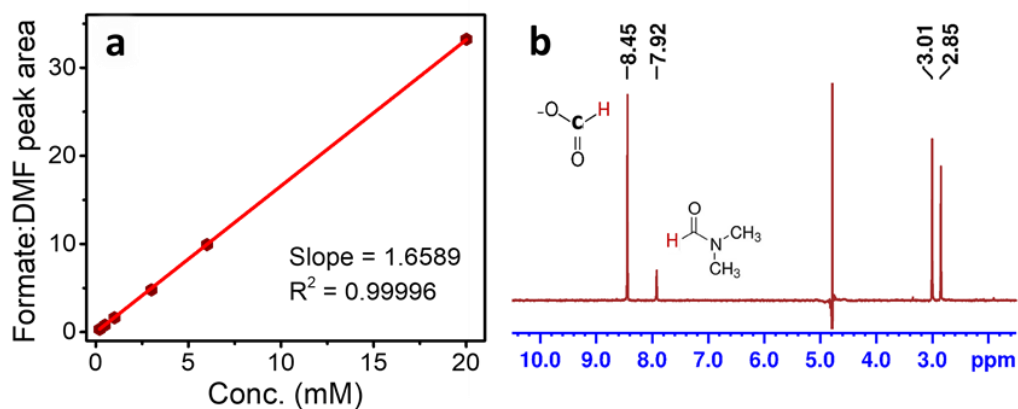 a
Formate:DMF peak area
30
20
10
0
Slope = 1.6589
R² = 0.99996
0
5
10
15
20
Conc. (mM)
b
8.45
7.92
3.01
2.85
⁻O
C
H
O
O
H
N
CH₃
CH₃
10.0 9.0 8.0 7.0 6.0 5.0 4.0 3.0 ppm